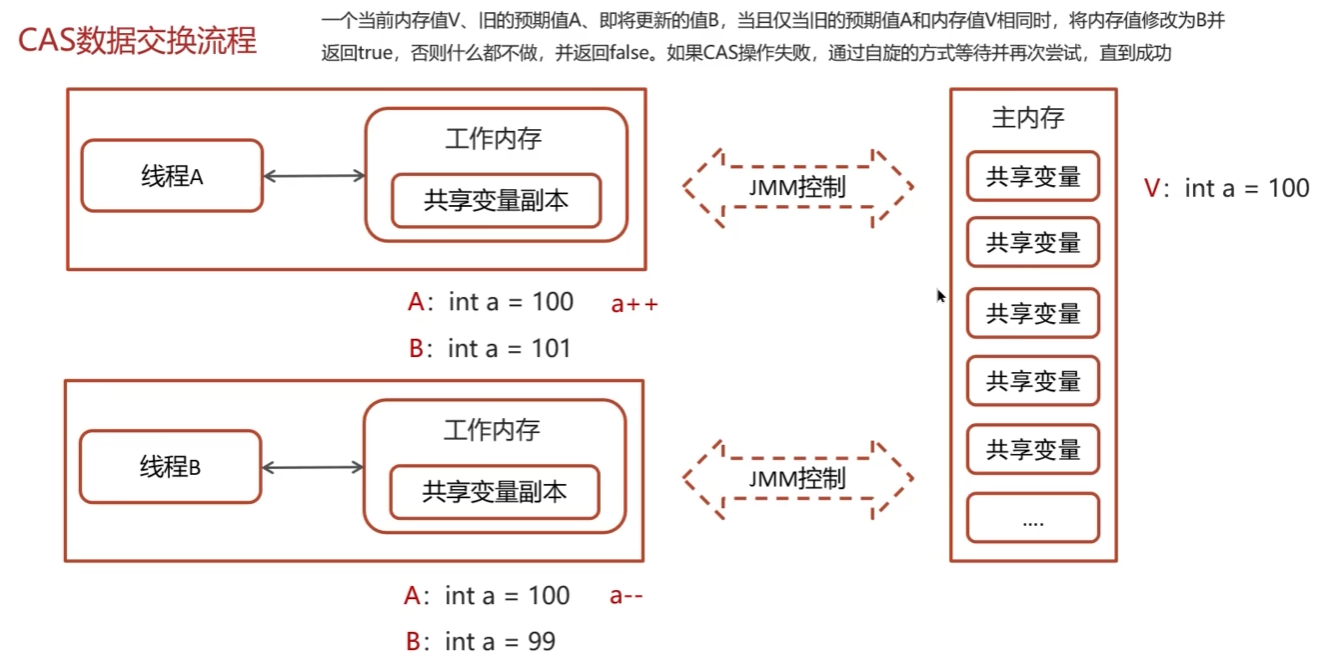 CAS数据交换流程
一个当前内存值V、旧的预期值A、即将更新的值B，当且仅当旧的预期值A和内存值V相同时，将内存值修改为B并
返回true，否则什么都不做，并返回false。如果CAS操作失败，通过自旋的方式等待并再次尝试，直到成功
线程A
工作内存
共享变量副本
JMM控制
A：int a = 100 a++
B：int a = 101
线程B
工作内存
共享变量副本
JMM控制
A：int a = 100 a--
B：int a = 99
主内存
共享变量
共享变量
共享变量
共享变量
共享变量
....
V：int a = 100